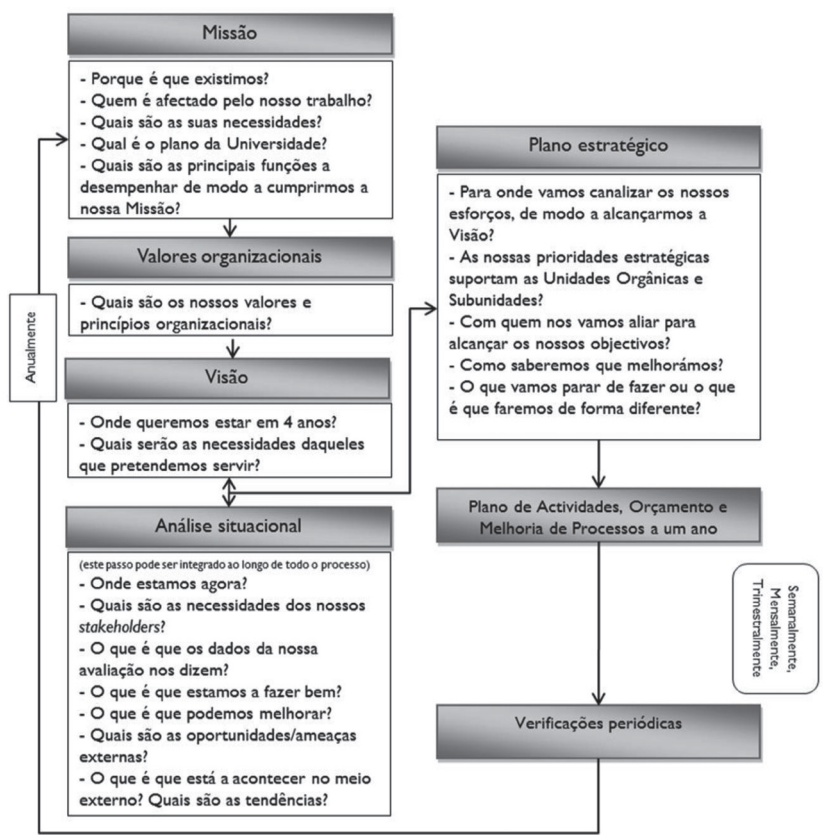 Missão
- Porque é que existimos?
- Quem é afectado pelo nosso trabalho?
- Quais são as suas necessidades?
- Qual é o plano da Universidade?
- Quais são as principais funções a
desempenhar de modo a cumprirmos a
nossa Missão?
Valores organizacionais
- Quais são os nossos valores e
princípios organizacionais?
Visão
- Onde queremos estar em 4 anos?
- Quais serão as necessidades daqueles
que pretendemos servir?
Análise situacional
(este passo pode ser integrado ao longo de todo o processo)
- Onde estamos agora?
- Quais são as necessidades dos nossos
stakeholders?
- O que é que os dados da nossa
avaliação nos dizem?
- O que é que estamos a fazer bem?
- O que é que podemos melhorar?
- Quais são as oportunidades/ameaças
externas?
- O que é que está a acontecer no meio
externo? Quais são as tendências?
Anualmente
Plano estratégico
- Para onde vamos canalizar os nossos
esforços, de modo a alcançarmos a
Visão?
- As nossas prioridades estratégicas
suportam as Unidades Orgânicas e
Subunidades?
- Com quem nos vamos aliar para
alcançar os nossos objectivos?
- Como saberemos que melhorámos?
- O que vamos parar de fazer ou o que
é que faremos de forma diferente?
Plano de Actividades, Orçamento e
Melhoria de Processos a um ano
Semanalmente,
Mensalmente,
Trimestralmente
Verificações periódicas